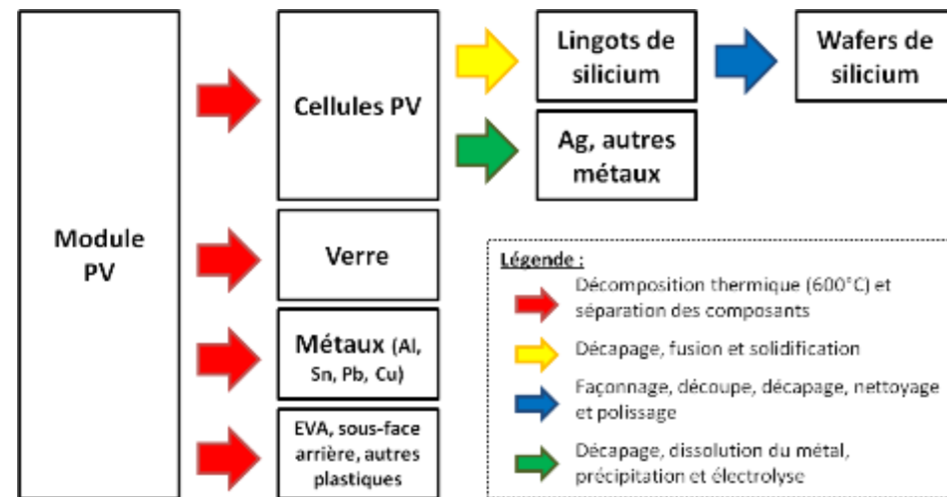 Module
PV
Cellules PV
Lingots de
silicium
Wafers de
silicium
Ag, autres
métaux
Verre
Métaux (Al,
Sn, Pb, Cu)
EVA, sous-face
arrière, autres
plastiques
Légende :
Décomposition thermique (600°C) et
séparation des composants
Décapage, fusion et solidification
Façonnage, découpe, décapage, nettoyage
et polissage
Décapage, dissolution du métal,
précipitation et électrolyse